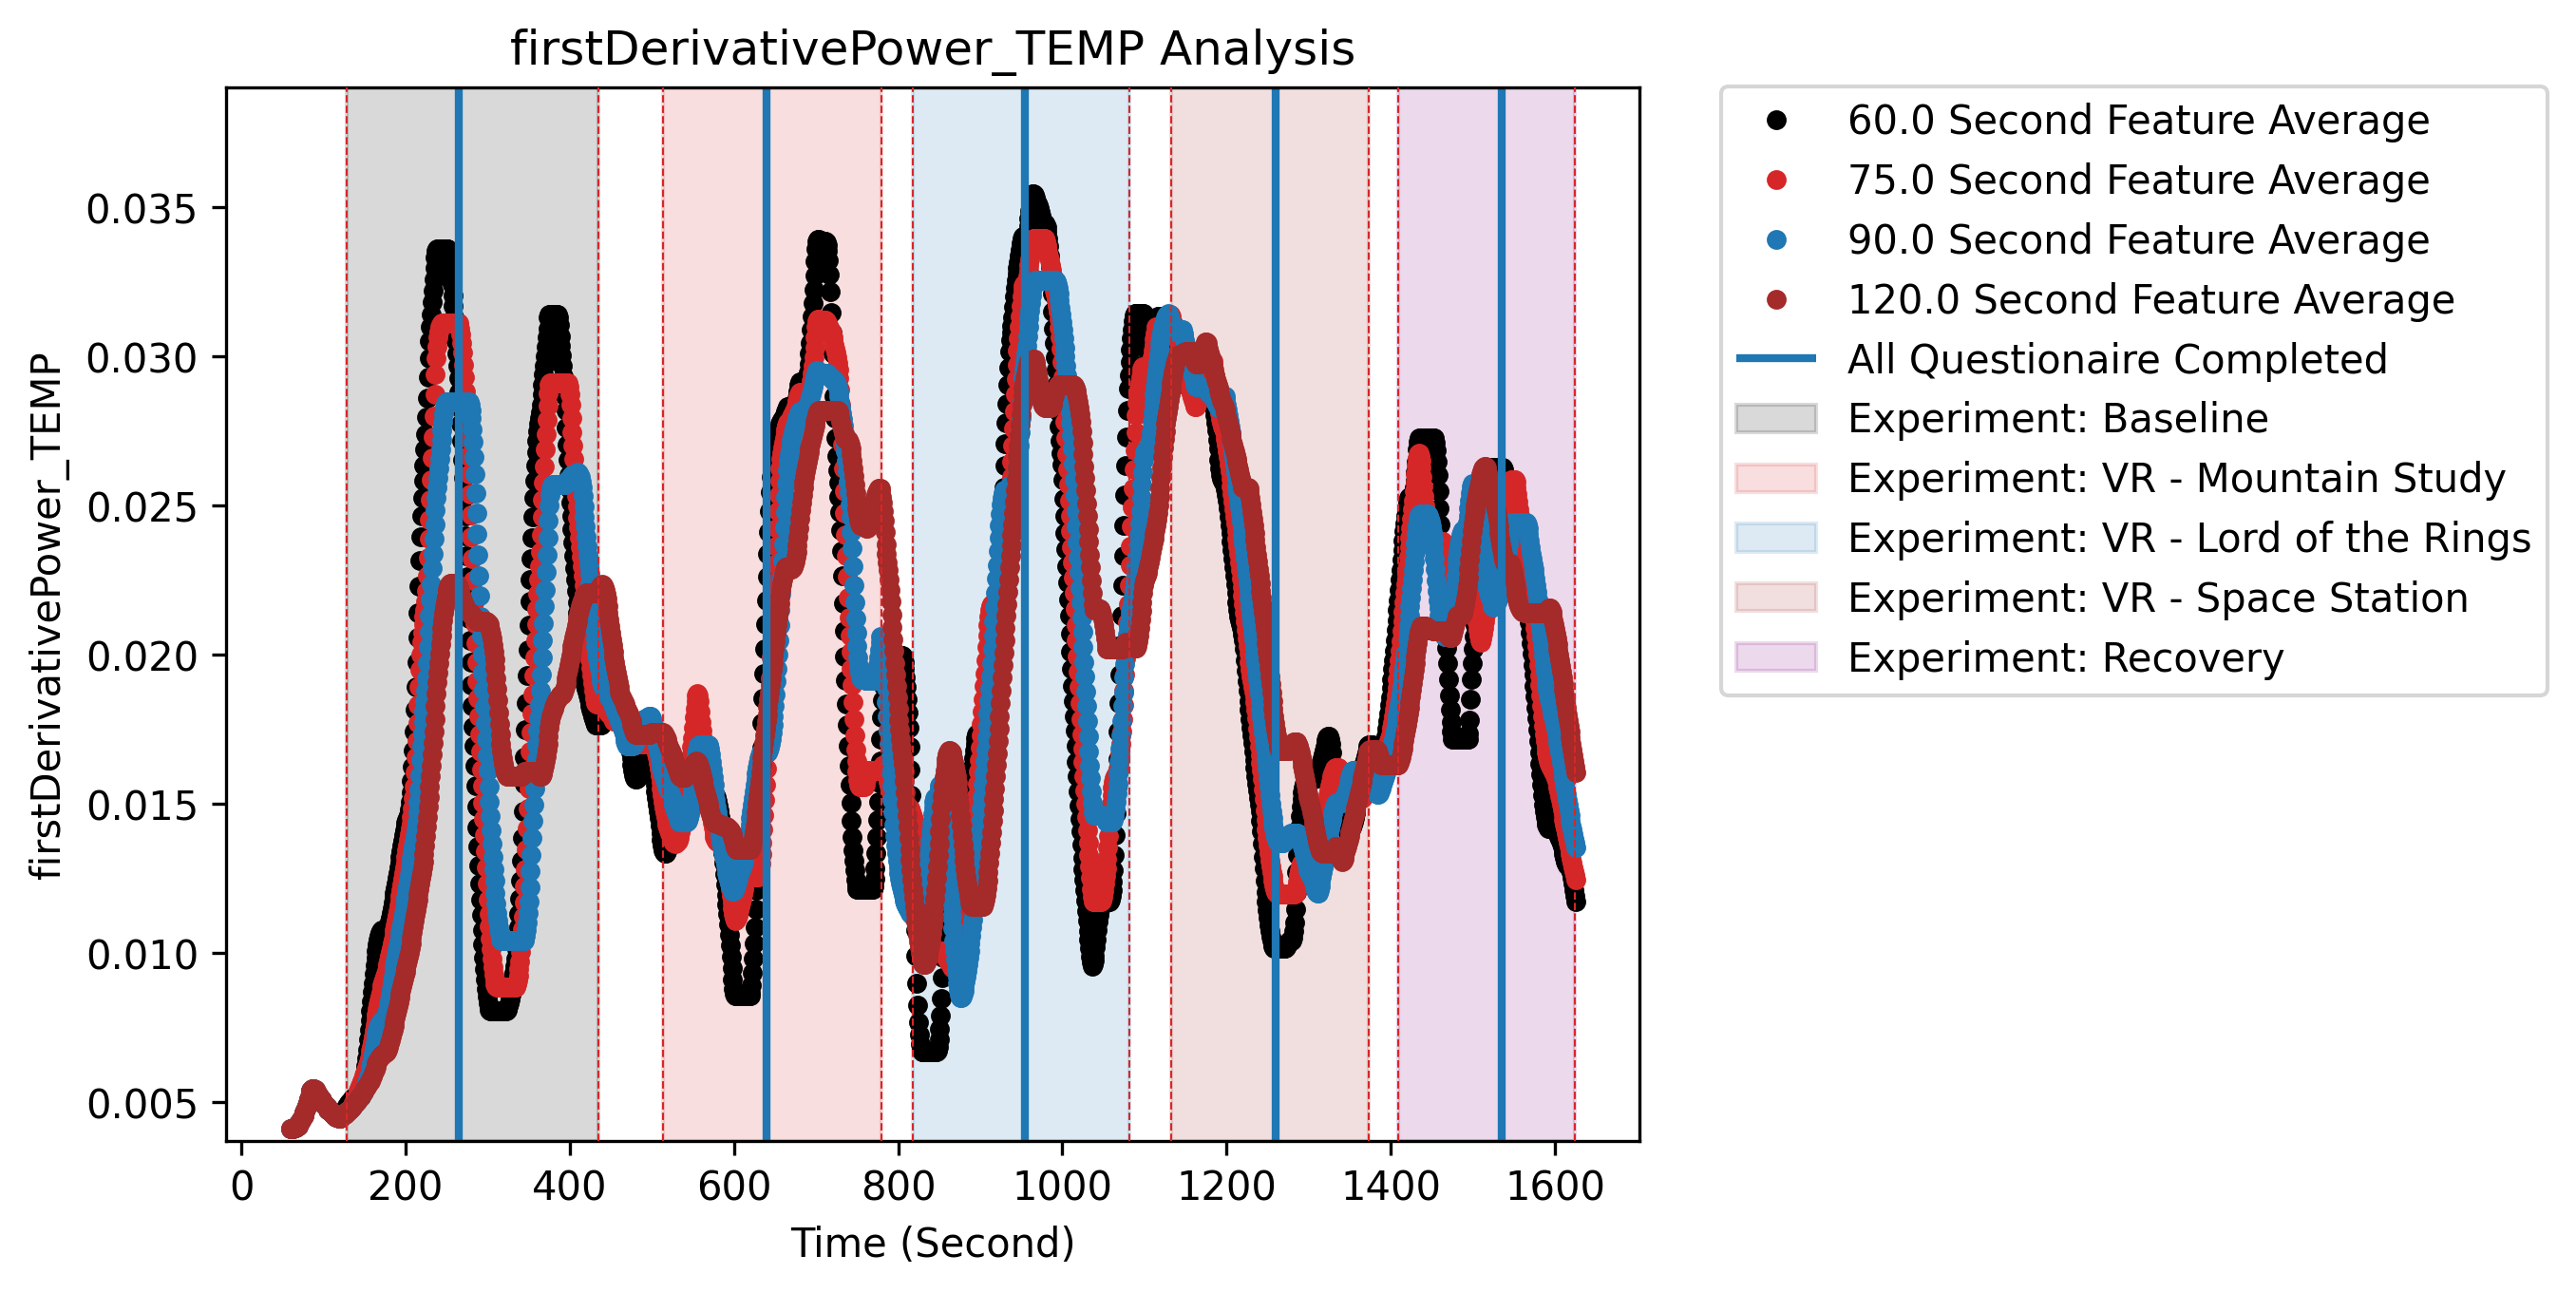 firstDerivativePower_TEMP Analysis
firstDerivativePower_TEMP
0.035
0.030
0.025
0.020
0.015
0.010
0.005
0 200 400 600 800 1000 1200 1400 1600
Time (Second)
60.0 Second Feature Average
75.0 Second Feature Average
90.0 Second Feature Average
120.0 Second Feature Average
All Questionaire Completed
Experiment: Baseline
Experiment: VR - Mountain Study
Experiment: VR - Lord of the Rings
Experiment: VR - Space Station
Experiment: Recovery